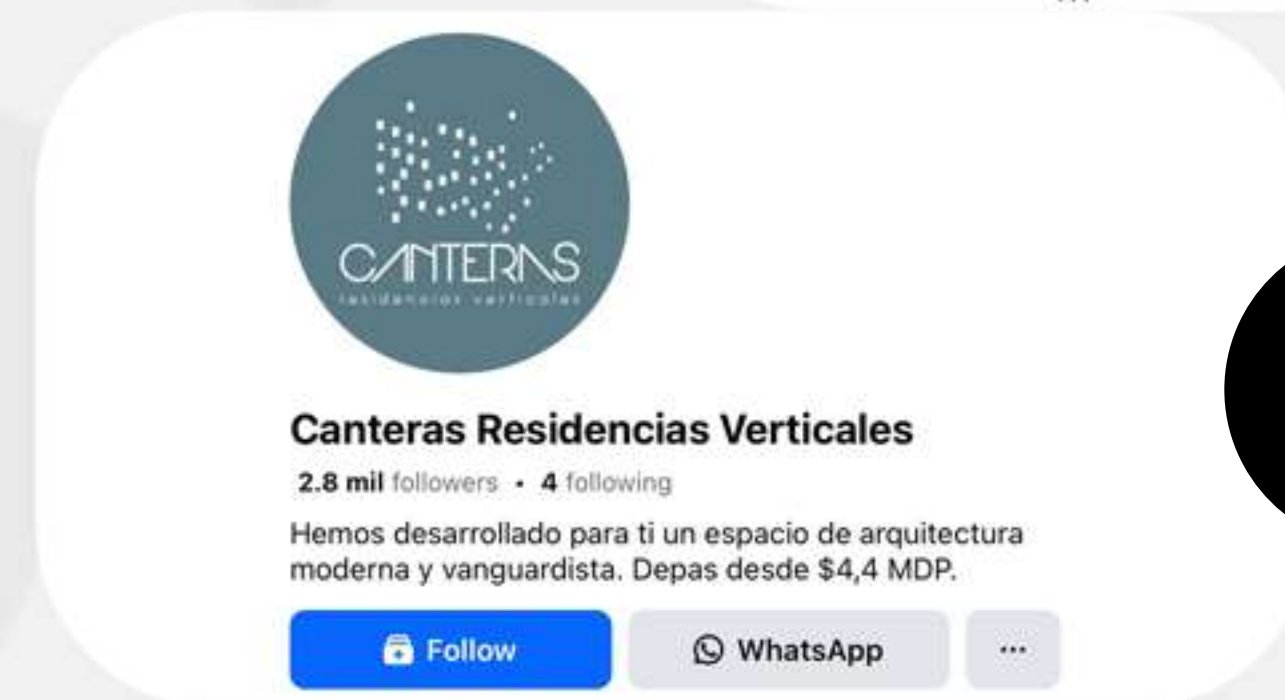 CANTERAS
residencias verticales
Canteras Residencias Verticales
2.8 mil followers • 4 following
Hemos desarrollado para ti un espacio de arquitectura
moderna y vanguardista. Depas desde $4,4 MDP.
Follow
WhatsApp
...